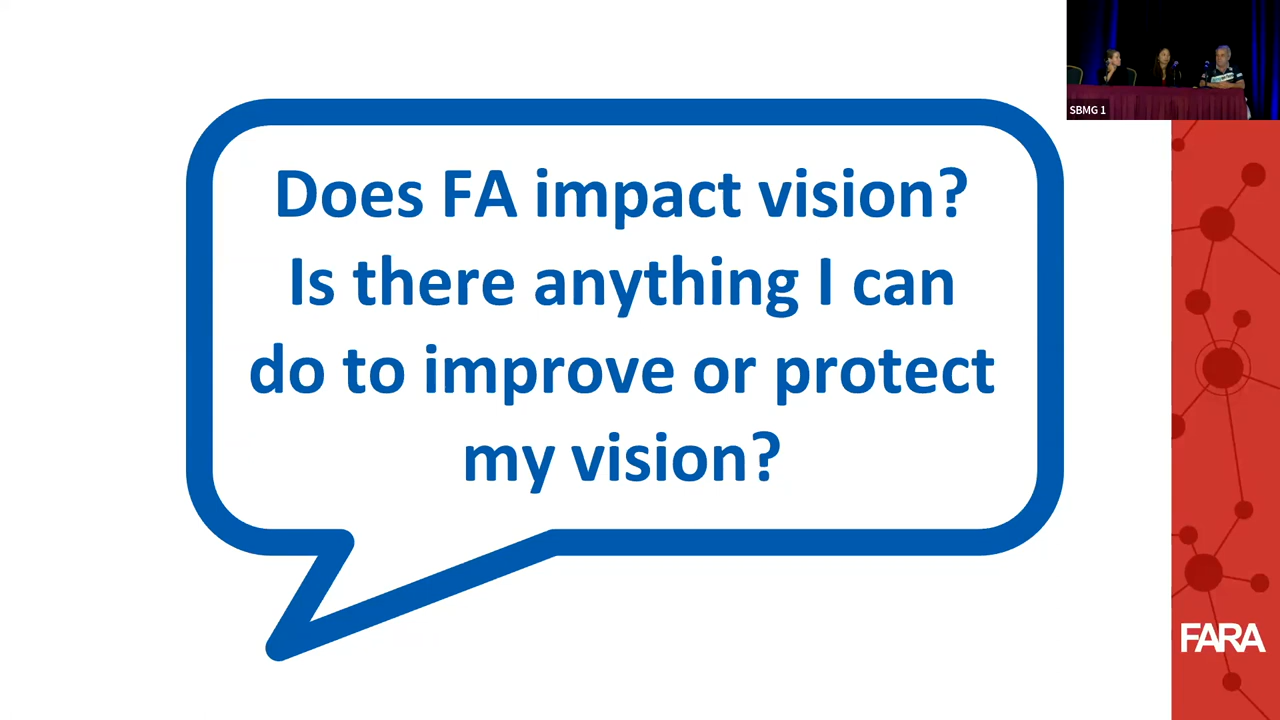 Does FA impact vision?
Is there anything I can
do to improve or protect
my vision?
SBMG 1
FARA